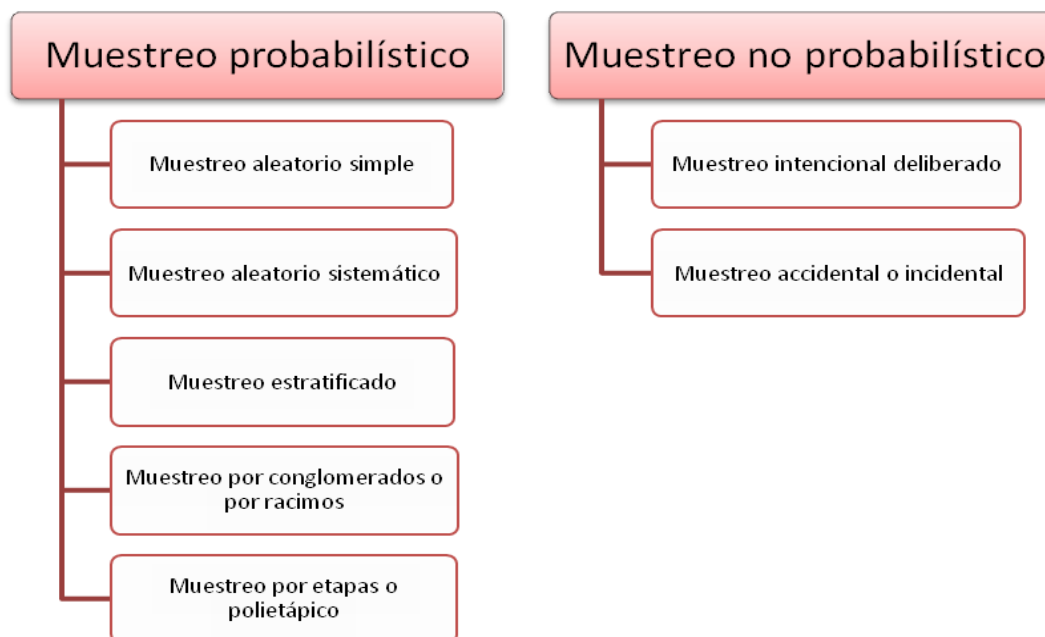 Muestreo probabilístico
Muestreo aleatorio simple
Muestreo aleatorio sistemático
Muestreo estratificado
Muestreo por conglomerados o
por racimos
Muestreo por etapas o
polietápico
Muestreo no probabilístico
Muestreo intencional deliberado
Muestreo accidental o incidental